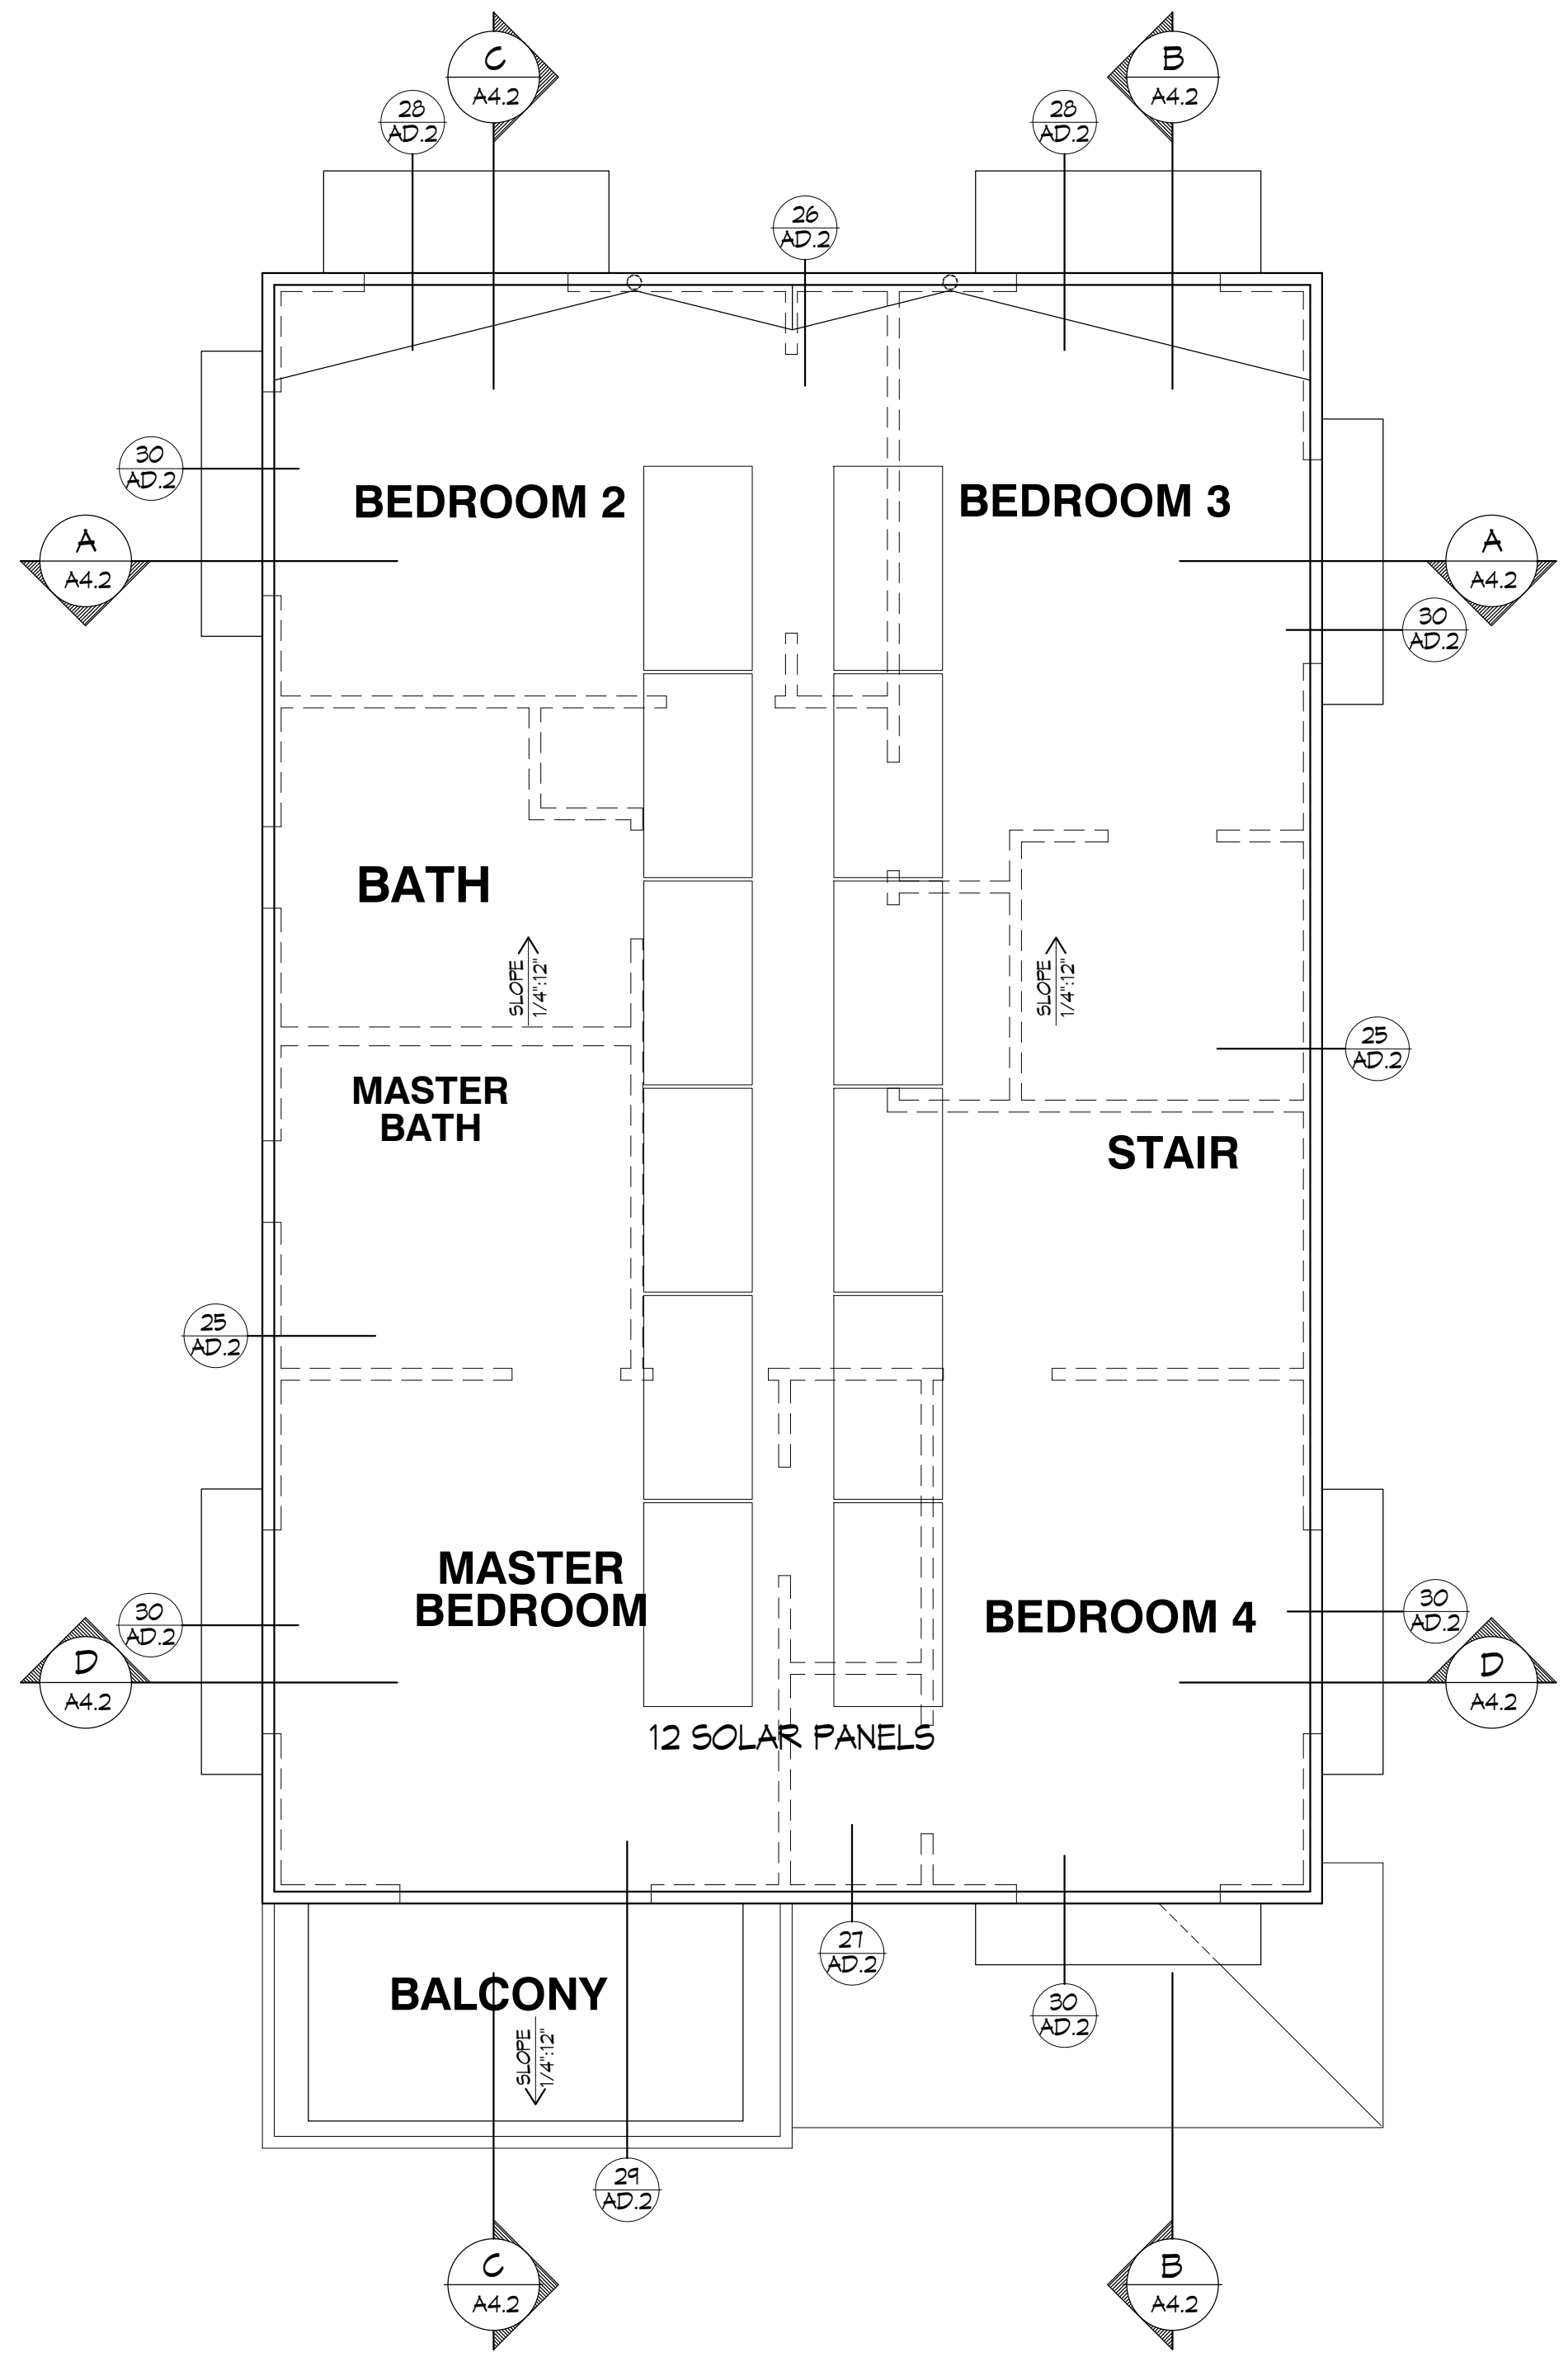 C
A4.2
B
A4.2
28
AD.2
28
AD.2
26
AD.2
30
AD.2
BEDROOM 2
BEDROOM 3
A
A4.2
A
A4.2
30
AD.2
BATH
SLOPE
1/4":12"
SLOPE
1/4":12"
25
AD.2
MASTER
BATH
STAIR
25
AD.2
MASTER
BEDROOM
BEDROOM 4
30
AD.2
30
AD.2
D
A4.2
D
A4.2
12 SOLAR PANELS
27
AD.2
BALCONY
30
AD.2
SLOPE
1/4":12"
29
AD.2
C
A4.2
B
A4.2